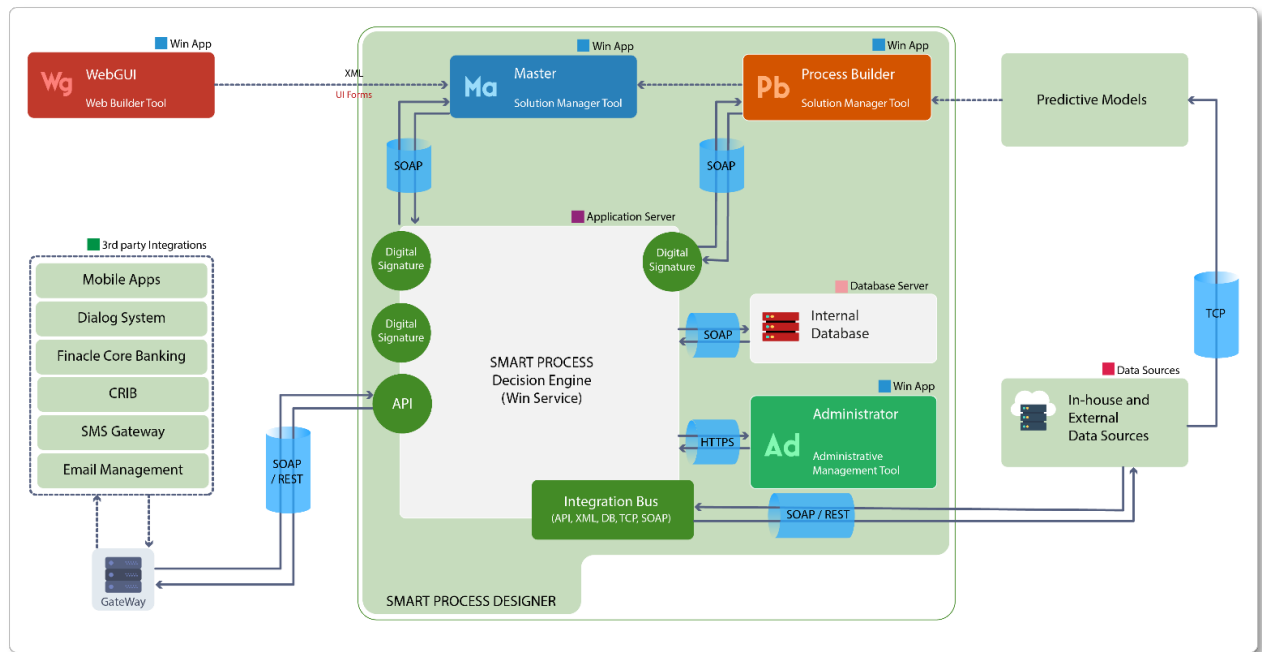 Win App
Wg
WebGUI
Web Builder Tool
XML
UI Forms
Win App
Ma
Master
Solution Manager Tool
Win App
Pb
Process Builder
Solution Manager Tool
Predictive Models
SOAP
SOAP
Application Server
Digital
Signature
Digital
Signature
3rd party Integrations
Mobile Apps
Dialog System
Finacle Core Banking
CRIB
SMS Gateway
Email Management
Digital
Signature
API
SOAP
/ REST
GateWay
SMART PROCESS
Decision Engine
(Win Service)
Database Server
SOAP
Internal
Database
Win App
HTTPS
Ad
Administrator
Administrative
Management Tool
TCP
Data Sources
In-house and
External
Data Sources
Integration Bus
(API, XML, DB, TCP, SOAP)
SOAP / REST
SMART PROCESS DESIGNER